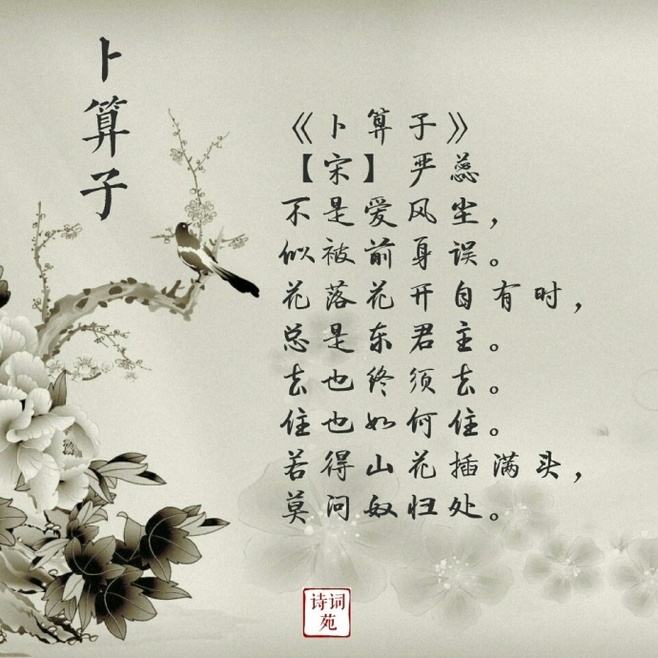 卜算子
《卜算子》
【宋】 严蕊
不是爱风尘，
似被前身误。
花落花开自有时，
总是东君主。
去也终须去。
住也如何住。
若得山花插满头，
莫问奴归处。
诗词
苑